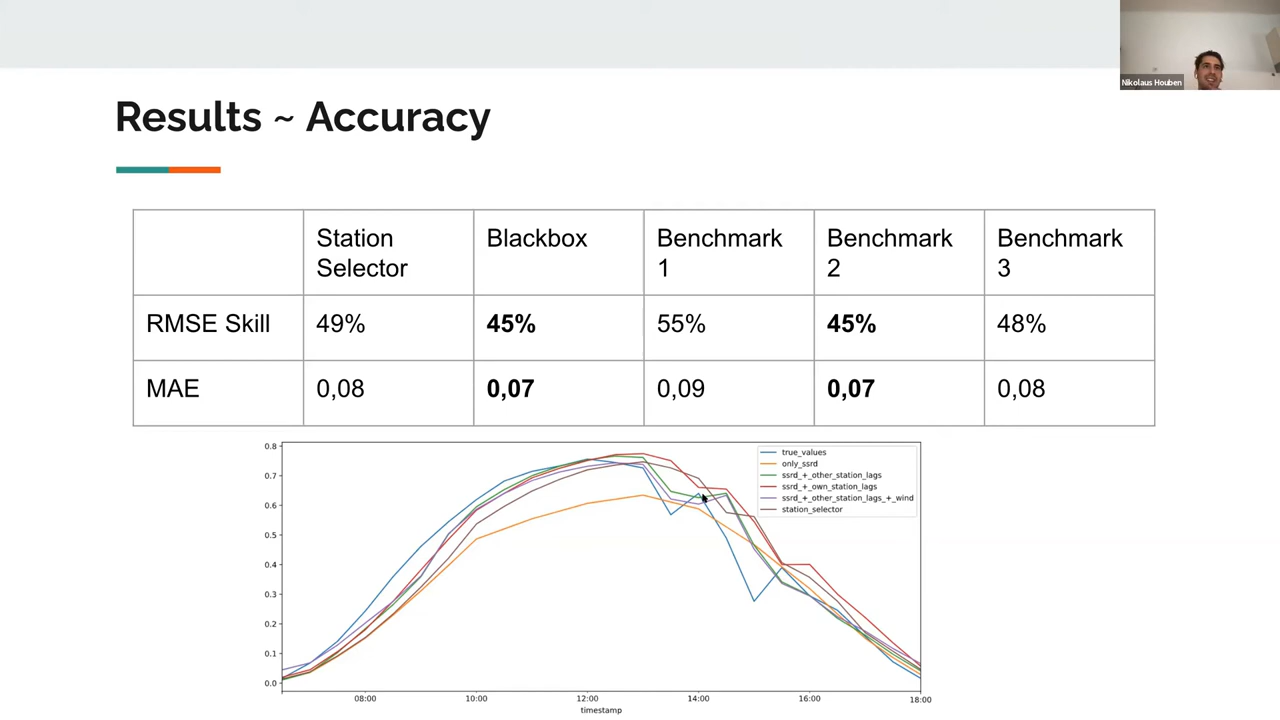 Nikolaus Houben
Results ~ Accuracy
Station Selector Blackbox Benchmark 1 Benchmark 2 Benchmark 3
RMSE Skill 49% 45% 55% 45% 48%
MAE 0,08 0,07 0,09 0,07 0,08
0.8
0.7
0.6
0.5
0.4
0.3
0.2
0.1
0.0
true_values
only_ssrd
ssrd_+_other_station_lags
ssrd_+_own_station_lags
ssrd_+_other_station_lags_+_wind
station_selector
08:00 10:00 12:00 14:00 16:00 18:00
timestamp